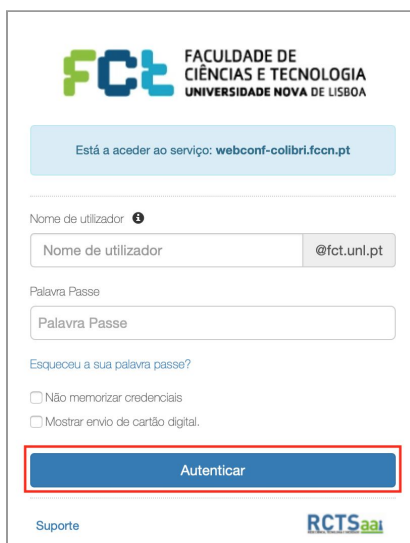 FCT
FACULDADE DE
CIÊNCIAS E TECNOLOGIA
UNIVERSIDADE NOVA DE LISBOA
Está a aceder ao serviço: webconf-colibri.fccn.pt
Nome de utilizador
Nome de utilizador @fct.unl.pt
Palavra Passe
Palavra Passe
Esqueceu a sua palavra passe?
Não memorizar credenciais
Mostrar envio de cartão digital.
Autenticar
Suporte RCTSaai